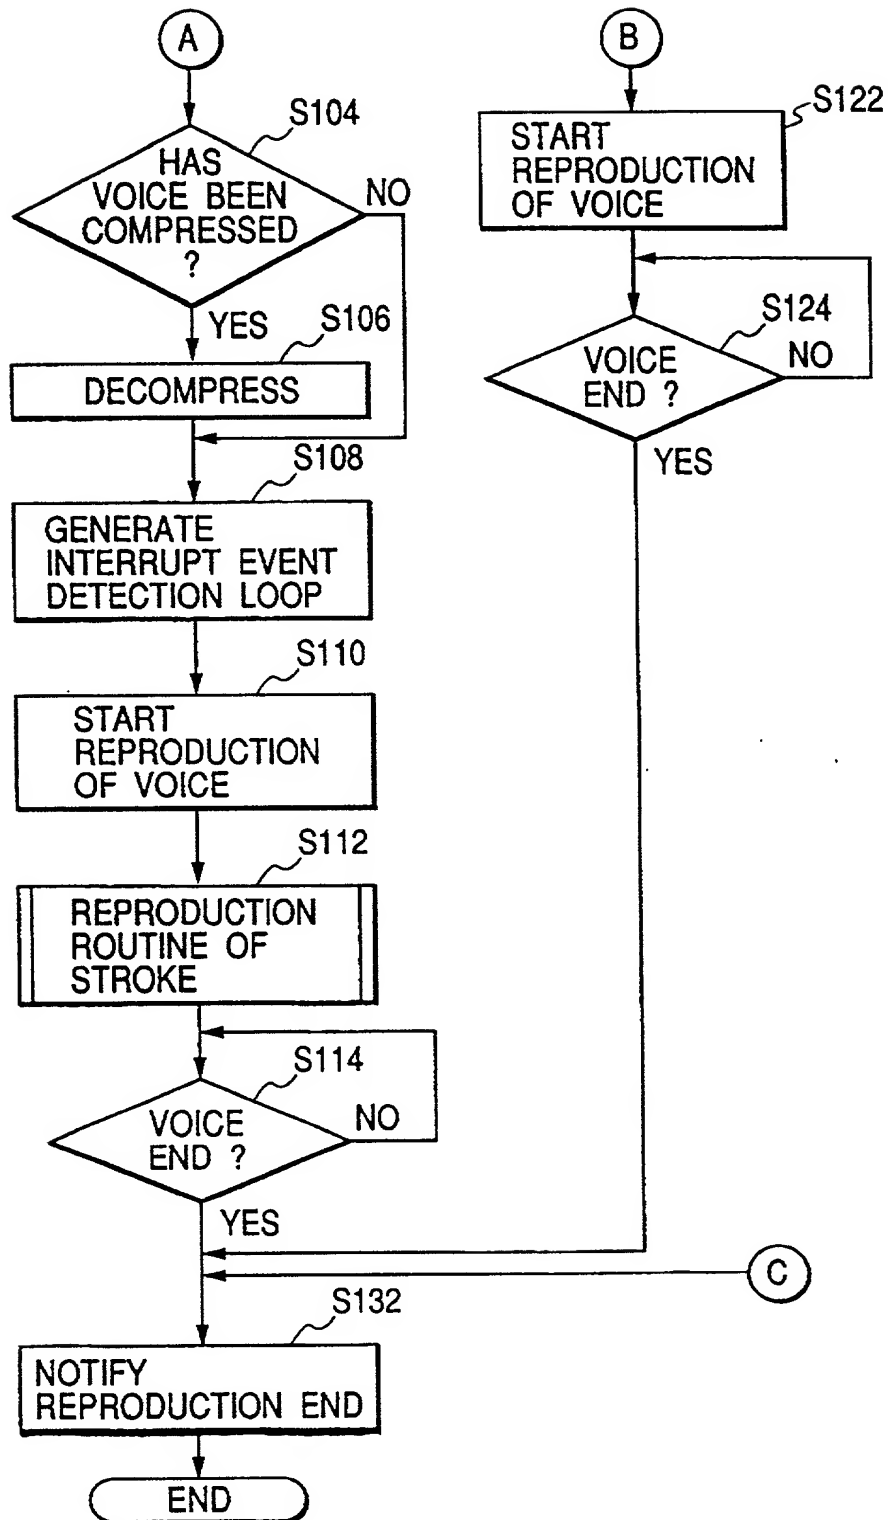 A
S104
HAS
VOICE BEEN
COMPRESSED
?
NO
YES
S106
DECOMPRESS
S108
GENERATE
INTERRUPT EVENT
DETECTION LOOP
S110
START
REPRODUCTION
OF VOICE
S112
REPRODUCTION
ROUTINE OF
STROKE
S114
VOICE
END ?
NO
YES
B
S122
START
REPRODUCTION
OF VOICE
S124
VOICE
END ?
NO
YES
C
S132
NOTIFY
REPRODUCTION END
END